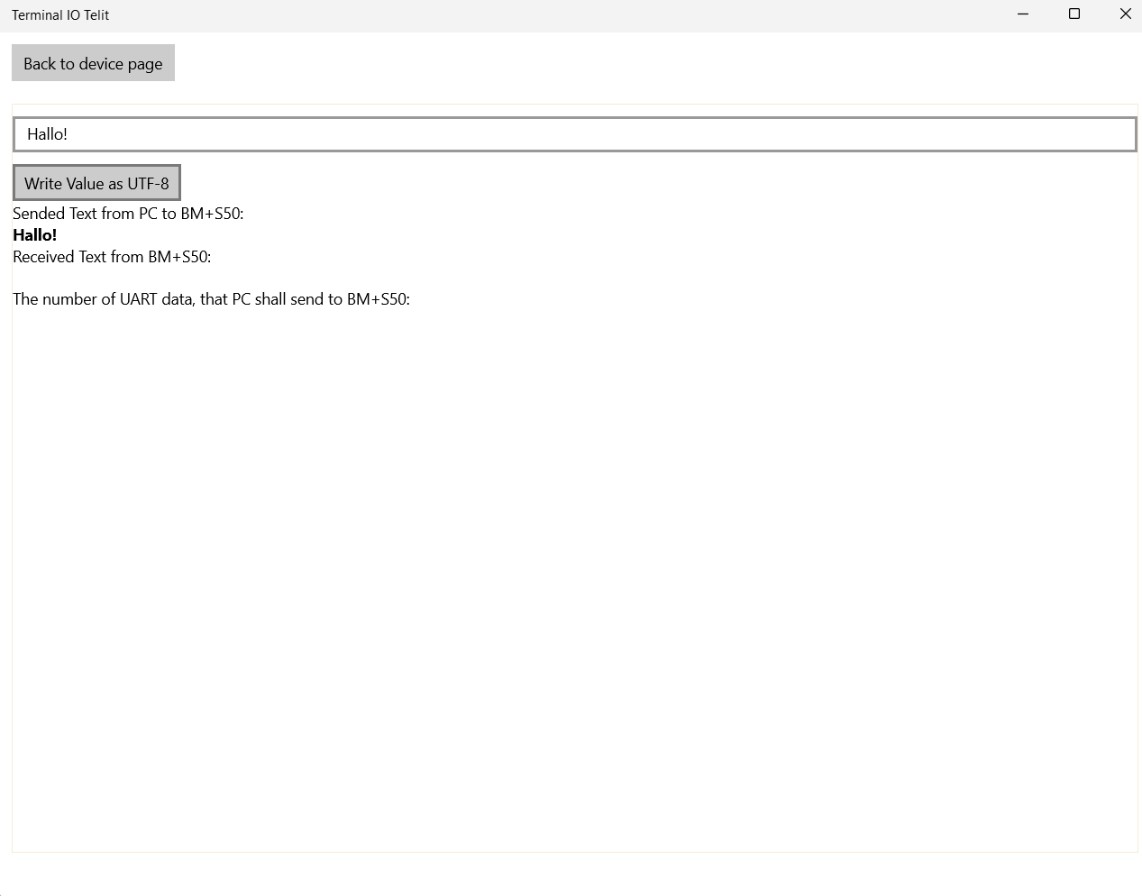 Terminal IO Telit
Back to device page
Hallo!
Write Value as UTF-8
Sended Text from PC to BM+S50:
Hallo!
Received Text from BM+S50:
The number of UART data, that PC shall send to BM+S50: